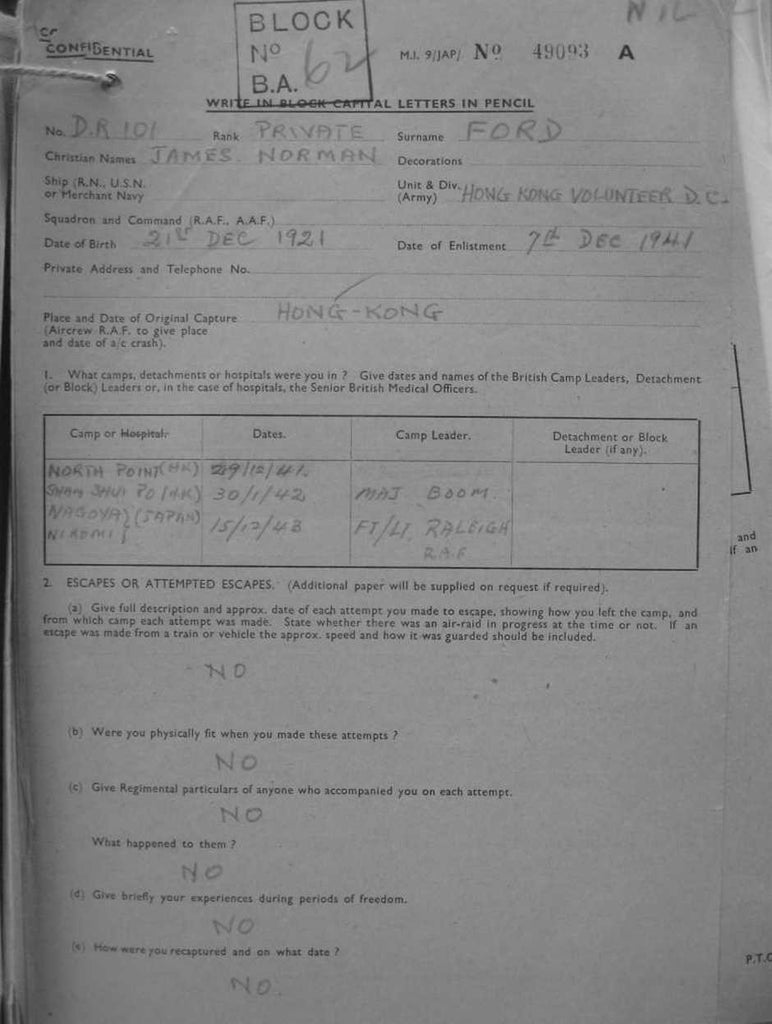 NIL
CONFIDENTIAL
BLOCK
No 62
B.A.
M.I. 9/JAP/ No 49093 A
WRITE IN BLOCK CAPITAL LETTERS IN PENCIL
No. D.R 101 Rank PRIVATE Surname FORD
Christian Names JAMES. NORMAN Decorations
Ship (R.N., U.S.N. or Merchant Navy
Unit & Div. (Army) HONG KONG VOLUNTEER D.C.
Squadron and Command (R.A.F., A.A.F.)
Date of Birth 21st DEC 1921 Date of Enlistment 7th DEC 1941
Private Address and Telephone No.
Place and Date of Original Capture HONG-KONG
(Aircrew R.A.F. to give place
and date of a/c crash).
1. What camps, detachments or hospitals were you in ? Give dates and names of the British Camp Leaders, Detachment
(or Block) Leaders or, in the case of hospitals, the Senior British Medical Officers.
Camp or Hospital. Dates. Camp Leader. Detachment or Block
Leader (if any).
NORTH POINT (HK) 29/12/41.
SHAM SHUI PO (HK) 30/1/42. MAJ BOOM.
NAGOYA (JAPAN) 15/12/43 FT/LT RALEIGH
R.A.F
and
if an
2. ESCAPES OR ATTEMPTED ESCAPES. (Additional paper will be supplied on request if required).
(a) Give full description and approx. date of each attempt you made to escape, showing how you left the camp, and
from which camp each attempt was made. State whether there was an air-raid in progress at the time or not. If an
escape was made from a train or vehicle the approx. speed and how it was guarded should be included.
NO
(b) Were you physically fit when you made these attempts ?
NO
(c) Give Regimental particulars of anyone who accompanied you on each attempt.
NO
What happened to them ?
NO
(d) Give briefly your experiences during periods of freedom.
NO
(e) How were you recaptured and on what date ?
P.T.O
NO.